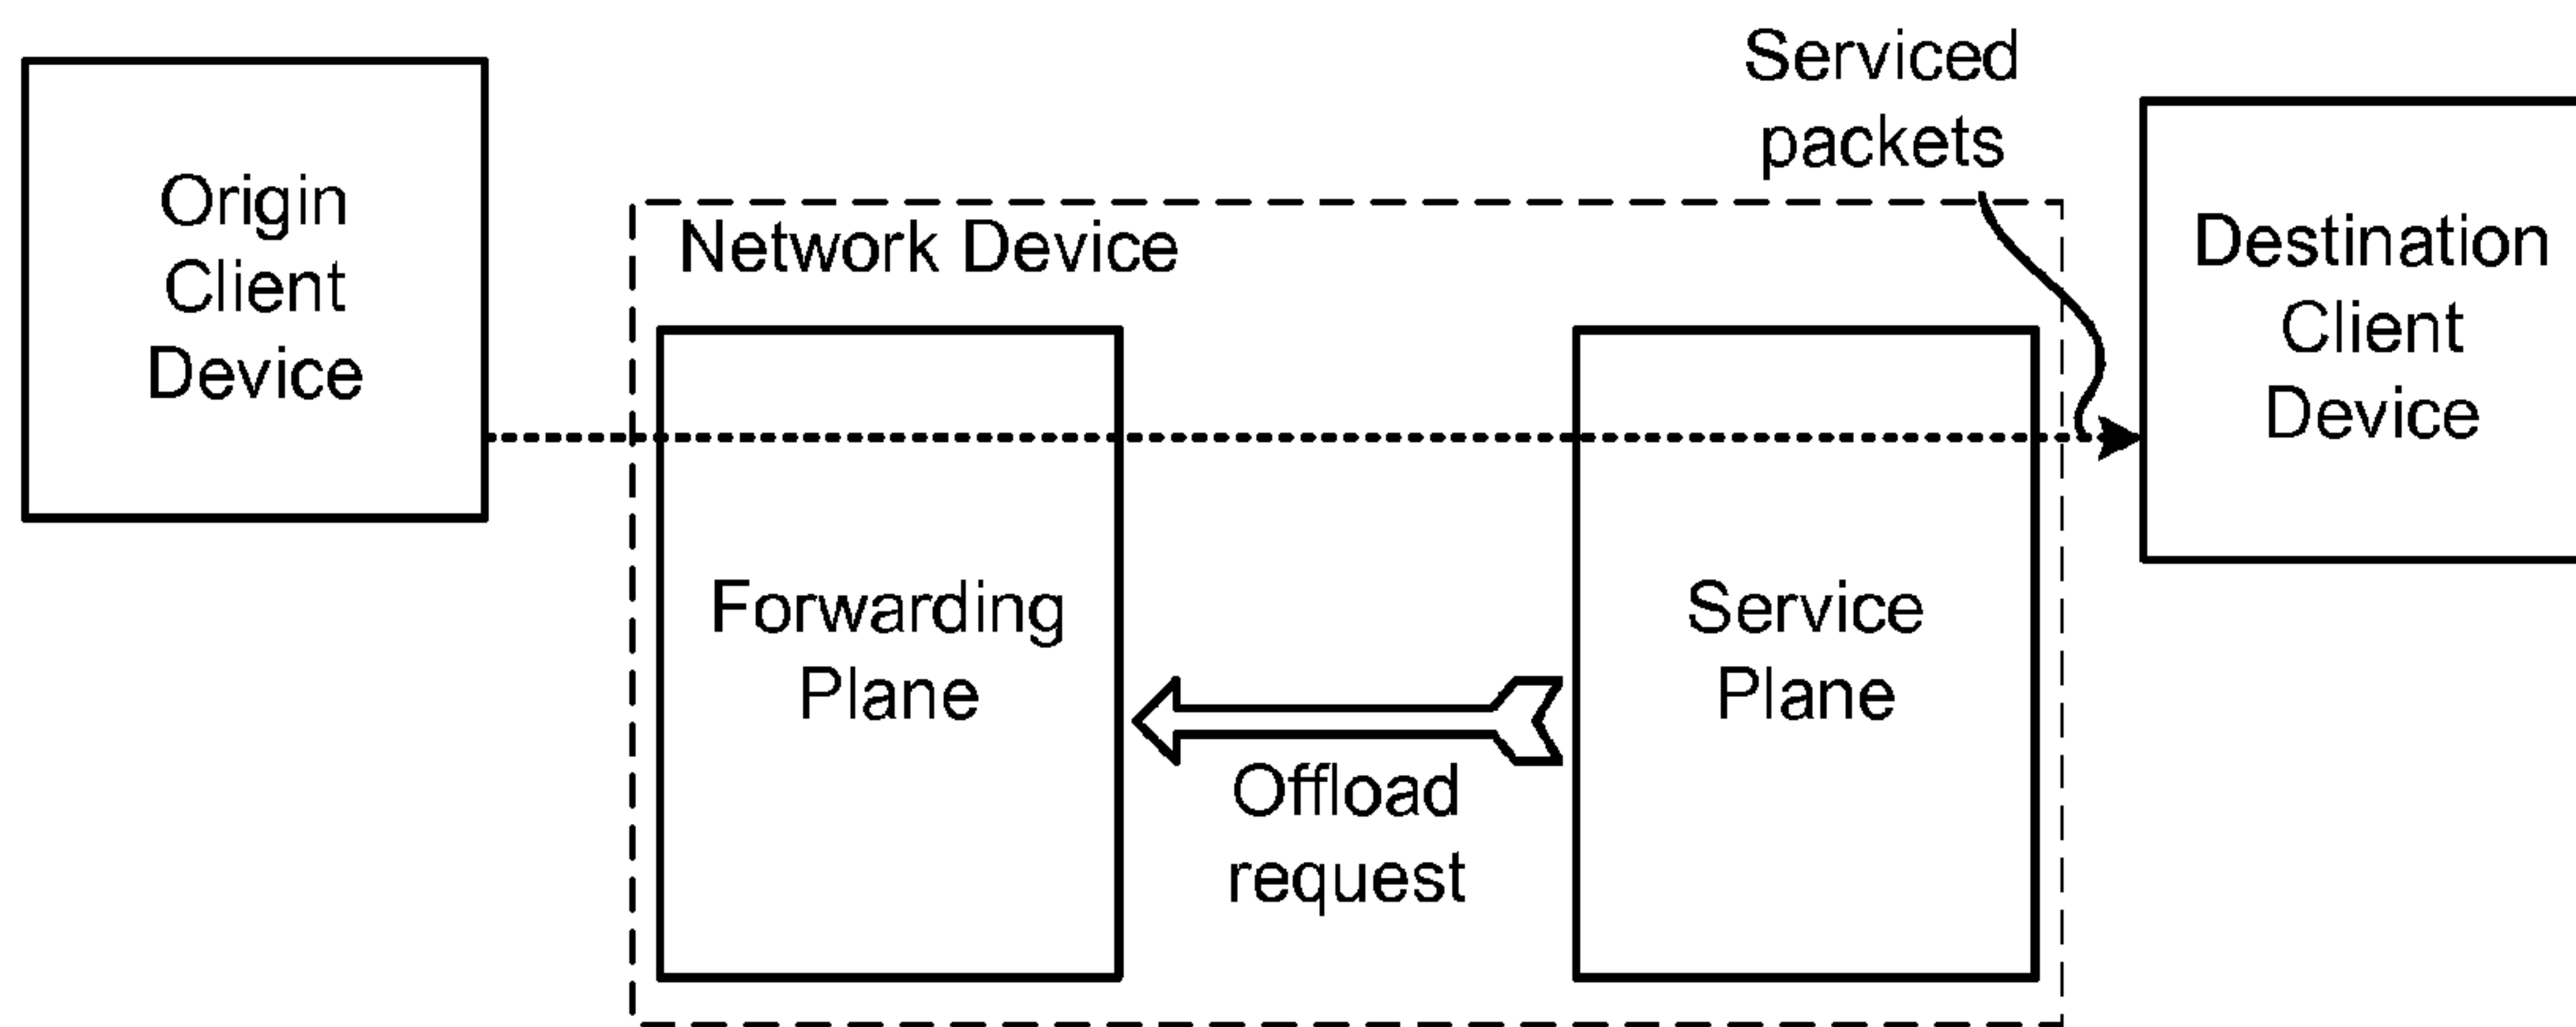 Origin
Client
Device
Network Device
Forwarding
Plane
Offload
request
Service
Plane
Serviced
packets
Destination
Client
Device